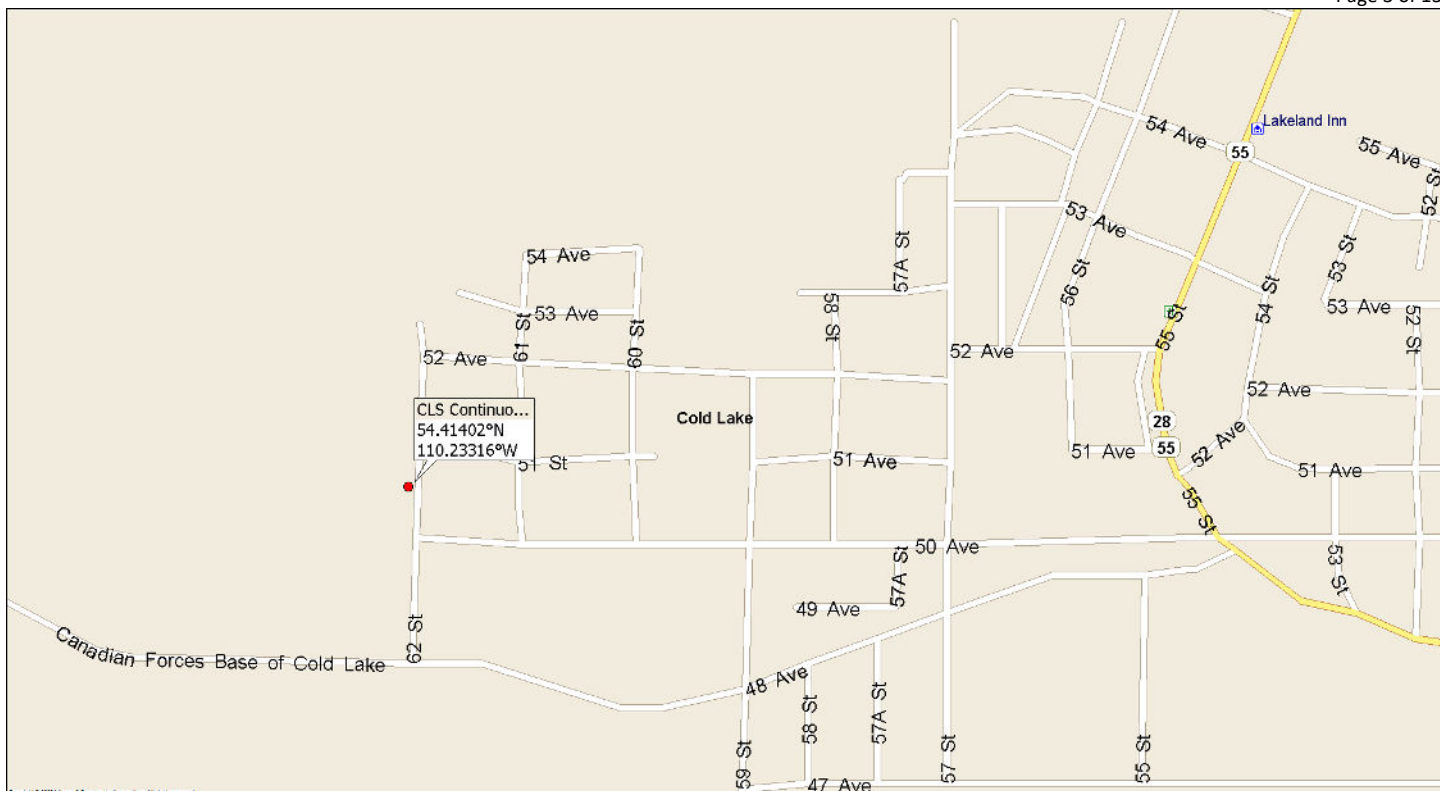 54 Ave
Lakeland Inn
55
55 Ave
52 St
53 Ave
57A St
53 St
54 Ave
56 St
54 St
53 Ave
58 St
53 Ave
61 St
60 St
55 St
52 St
52 Ave
52 Ave
52 Ave
CLS Continuo...
54.41402°N
110.23316°W
Cold Lake
28
55
51 Ave
52 Ave
51 St
51 Ave
51 Ave
55 St
50 Ave
57A St
53 St
49 Ave
62 St
Canadian Forces Base of Cold Lake
48 Ave
58 St
57A St
59 St
57 St
55 St
47 Ave